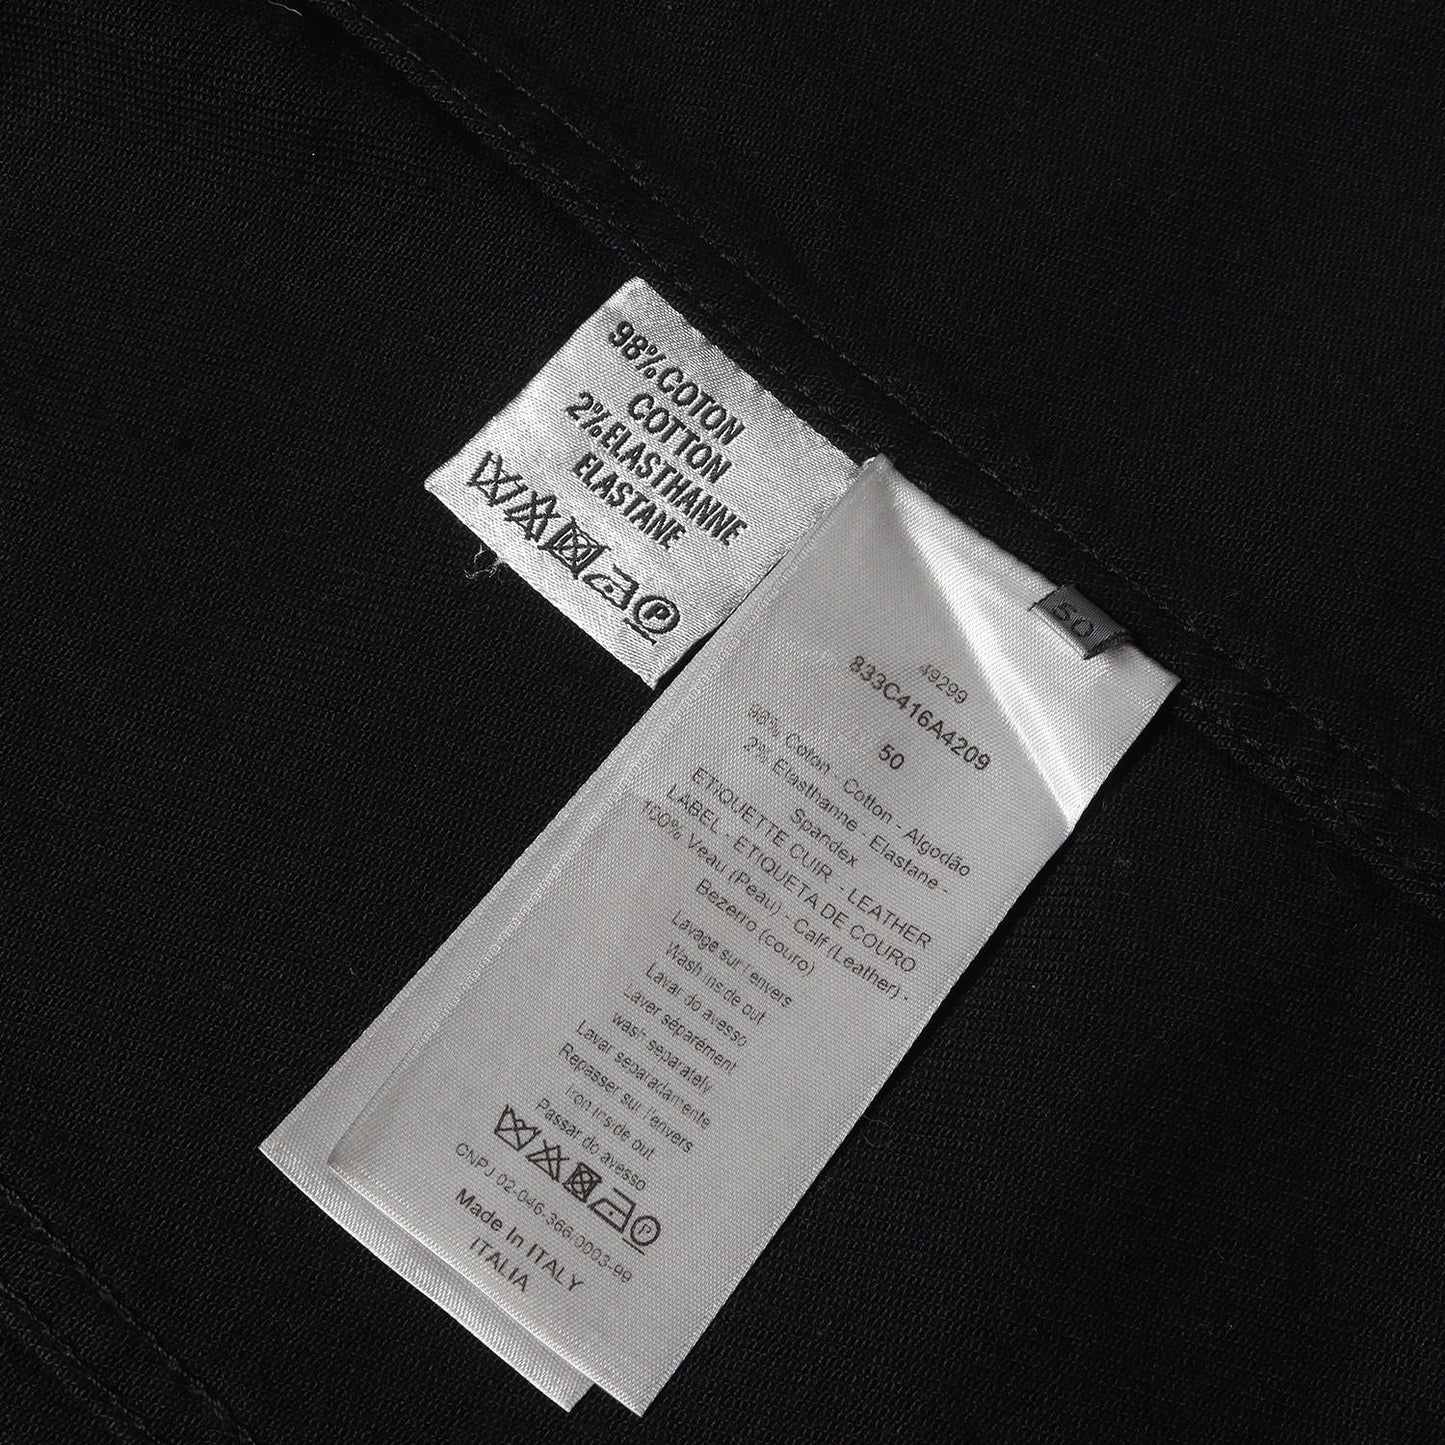 98% COTON
COTTON
2% ELASTHANNE
ELASTANE
P
50
49299
833C416A4209
50
98% Coton - Cotton - Algodão
2% Elasthanne - Elastane -
Spandex
ETIQUETTE CUIR - LEATHER
LABEL - ETIQUETA DE COURO
100% Veau (Peau) - Calf (Leather) -
Bezerro (couro)
Lavage sur l'envers
Wash inside out
Lavar do avesso
Laver séparément
wash separately
Lavar separadamente
Repasser sur l'envers
Iron inside out
Passar do avesso
P
CNPJ 02-046.366/0003-99
Made In ITALY
ITALIA